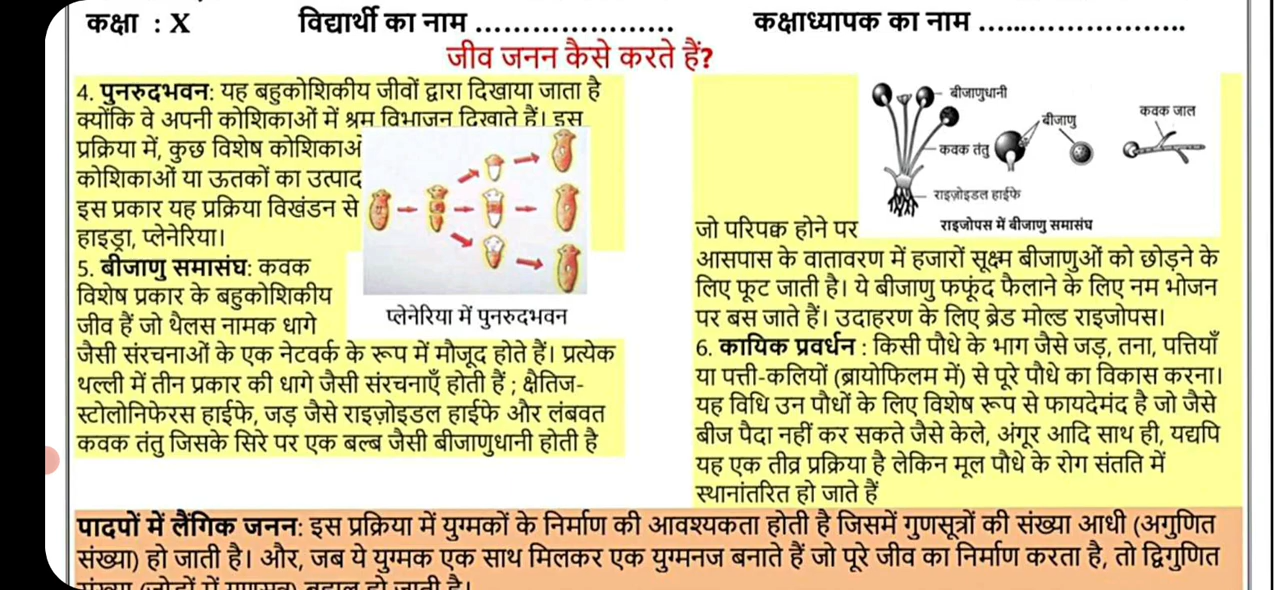 कक्षा : X विद्यार्थी का नाम ..................... कक्षाध्यापक का नाम ........................
जीव जनन कैसे करते हैं?
4. पुनरुदभवन: यह बहुकोशिकीय जीवों द्वारा दिखाया जाता है
क्योंकि वे अपनी कोशिकाओं में श्रम विभाजन दिखाते हैं। इस
प्रक्रिया में, कुछ विशेष कोशिकाओं
कोशिकाओं या ऊतकों का उत्पाद
इस प्रकार यह प्रक्रिया विखंडन से
हाइड्रा, प्लेनेरिया।
5. बीजाणु समासंघ: कवक
विशेष प्रकार के बहुकोशिकीय
जीव हैं जो थैलस नामक धागे
प्लेनेरिया में पुनरुदभवन
जैसी संरचनाओं के एक नेटवर्क के रूप में मौजूद होते हैं। प्रत्येक
थल्ली में तीन प्रकार की धागे जैसी संरचनाएँ होती हैं ; क्षैतिज-
स्टोलोनिफेरस हाईफे, जड़ जैसे राइज़ोइडल हाईफे और लंबवत
कवक तंतु जिसके सिरे पर एक बल्ब जैसी बीजाणुधानी होती है
बीजाणुधानी
बीजाणु
कवक जाल
कवक तंतु
राइज़ोइडल हाईफे
राइजोपस में बीजाणु समासंघ
जो परिपक्व होने पर
आसपास के वातावरण में हजारों सूक्ष्म बीजाणुओं को छोड़ने के
लिए फूट जाती है। ये बीजाणु फफूंद फैलाने के लिए नम भोजन
पर बस जाते हैं। उदाहरण के लिए ब्रेड मोल्ड राइजोपस।
6. कायिक प्रवर्धन : किसी पौधे के भाग जैसे जड़, तना, पत्तियाँ
या पत्ती-कलियों (ब्रायोफिलम में) से पूरे पौधे का विकास करना।
यह विधि उन पौधों के लिए विशेष रूप से फायदेमंद है जो जैसे
बीज पैदा नहीं कर सकते जैसे केले, अंगूर आदि साथ ही, यद्यपि
यह एक तीव्र प्रक्रिया है लेकिन मूल पौधे के रोग संतति में
स्थानांतरित हो जाते हैं
पादपों में लैंगिक जनन: इस प्रक्रिया में युग्मकों के निर्माण की आवश्यकता होती है जिसमें गुणसूत्रों की संख्या आधी (अगुणित
संख्या) हो जाती है। और, जब ये युग्मक एक साथ मिलकर एक युग्मनज बनाते हैं जो पूरे जीव का निर्माण करता है, तो द्विगुणित
संख्या (जोड़ों में गुणसूत्र) बहाल हो जाती है।